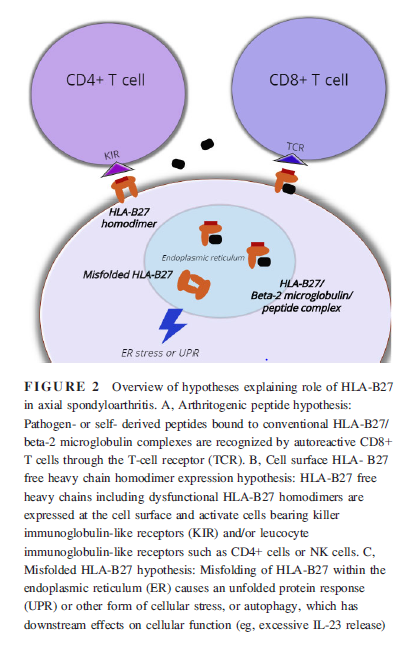 CD4+ T cell
CD8+ T cell
KIR
TCR
HLA-B27
homodimer
Endoplasmic reticulum
Misfolded HLA-B27
HLA-B27/
Beta-2 microglobulin/
peptide complex
ER stress or UPR
FIGURE 2 Overview of hypotheses explaining role of HLA-B27
in axial spondyloarthritis. A, Arthritogenic peptide hypothesis:
Pathogen- or self- derived peptides bound to conventional HLA-B27/
beta-2 microglobulin complexes are recognized by autoreactive CD8+
T cells through the T-cell receptor (TCR). B, Cell surface HLA- B27
free heavy chain homodimer expression hypothesis: HLA-B27 free
heavy chains including dysfunctional HLA-B27 homodimers are
expressed at the cell surface and activate cells bearing killer
immunoglobulin-like receptors (KIR) and/or leucocyte
immunoglobulin-like receptors such as CD4+ cells or NK cells. C,
Misfolded HLA-B27 hypothesis: Misfolding of HLA-B27 within the
endoplasmic reticulum (ER) causes an unfolded protein response
(UPR) or other form of cellular stress, or autophagy, which has
downstream effects on cellular function (eg, excessive IL-23 release)